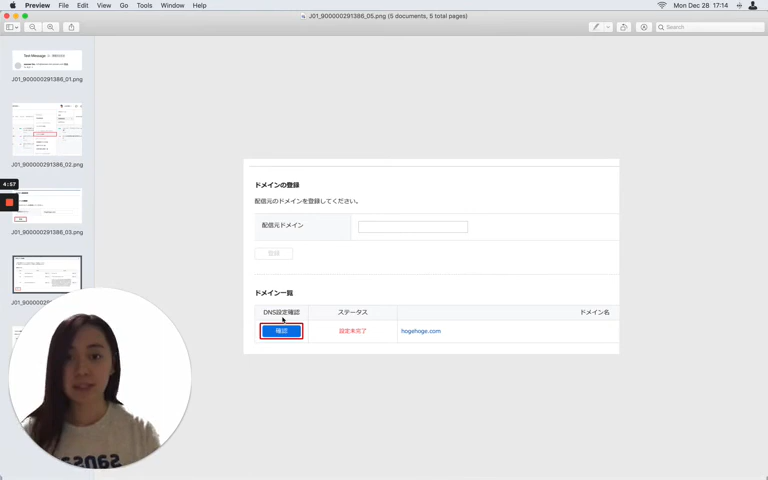 Preview File Edit View Go Tools Window Help
Mon Dec 28 17:14
J01_900000291386_05.png (5 documents, 5 total pages)
Search
J01_900000291386_01.png
J01_900000291386_02.png
4:57
J01_900000291386_03.png
ドメインの登録
配信元のドメインを登録してください。
配信元ドメイン
登録
ドメイン一覧
DNS設定確認 ステータス ドメイン名
確認 設定未完了 hogehoge.com